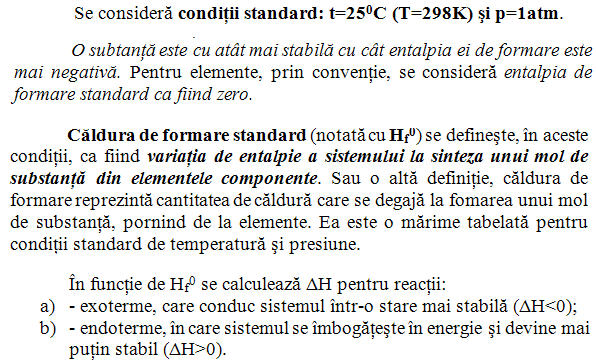 Se consideră condiții standard: t=25⁰C (T=298K) și p=1atm.
O subtanță este cu atât mai stabilă cu cât entalpia ei de formare este
mai negativă. Pentru elemente, prin convenție, se consideră entalpia de
formare standard ca fiind zero.
Căldura de formare standard (notată cu Hf⁰) se definește, în aceste
condiții, ca fiind variația de entalpie a sistemului la sinteza unui mol de
substanță din elementele componente. Sau o altă definiție, căldura de
formare reprezintă cantitatea de căldură care se degajă la fomarea unui mol
de substanță, pornind de la elemente. Ea este o mărime tabelată pentru
condiții standard de temperatură și presiune.
În funcție de Hf⁰ se calculează ΔH pentru reacții:
a) - exoterme, care conduc sistemul într-o stare mai stabilă (ΔH<0);
b) - endoterme, în care sistemul se îmbogățește în energie și devine mai
puțin stabil (ΔH>0).